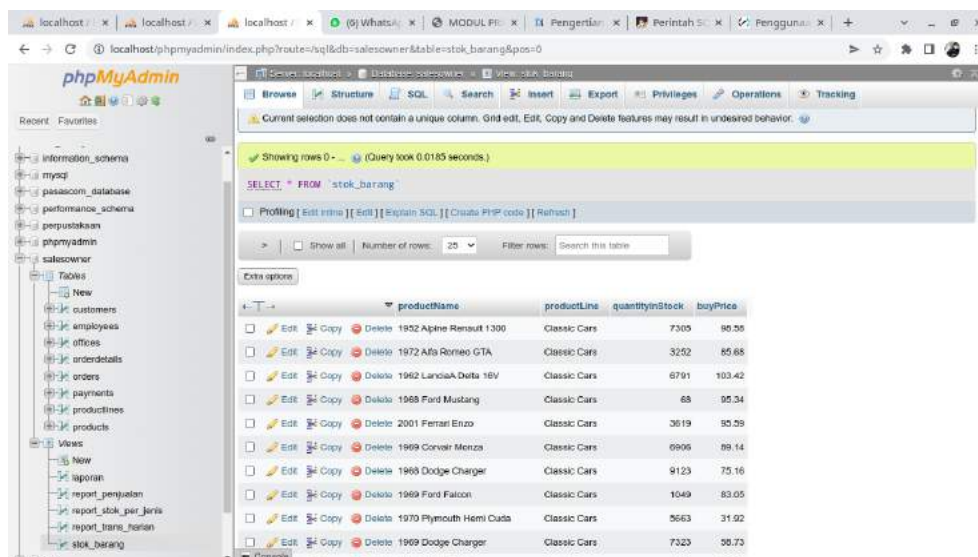 localhost / localhost / localhost / (6) WhatsA MODUL PR Pengertian Perintah S Penggunaa
localhost/phpmyadmin/index.php?route=/sql&db=salesowner&table=stok_barang&pos=0
phpMyAdmin
Recent Favorites
information_schema
mysql
pasascom_database
performance_schema
perpustakaan
phpmyadmin
salesowner
Tables
New
customers
employees
offices
orderdetails
orders
payments
productlines
products
Views
New
laporan
report_penjualan
report_stok_per_jenis
report_trans_harian
stok_barang
Server: localhost » Database: salesowner » View: stok_barang
Browse Structure SQL Search Insert Export Privileges Operations Tracking
Current selection does not contain a unique column. Grid edit, Edit, Copy and Delete features may result in undesired behavior.
Showing rows 0 - ... (Query took 0.0185 seconds.)
SELECT * FROM `stok_barang`
Profiling [ Edit inline ] [ Edit ] [ Explain SQL ] [ Create PHP code ] [ Refresh ]
> Show all Number of rows: 25 Filter rows: Search this table
Extra options
←T→ productName productLine quantityInStock buyPrice
Edit Copy Delete 1952 Alpine Renault 1300 Classic Cars 7305 98.58
Edit Copy Delete 1972 Alfa Romeo GTA Classic Cars 3252 85.68
Edit Copy Delete 1962 LanciaA Delta 16V Classic Cars 6791 103.42
Edit Copy Delete 1968 Ford Mustang Classic Cars 68 95.34
Edit Copy Delete 2001 Ferrari Enzo Classic Cars 3619 95.59
Edit Copy Delete 1969 Corvair Monza Classic Cars 6906 89.14
Edit Copy Delete 1968 Dodge Charger Classic Cars 9123 75.16
Edit Copy Delete 1969 Ford Falcon Classic Cars 1049 83.05
Edit Copy Delete 1970 Plymouth Hemi Cuda Classic Cars 5663 31.92
Edit Copy Delete 1969 Dodge Charger Classic Cars 7323 58.73
Console